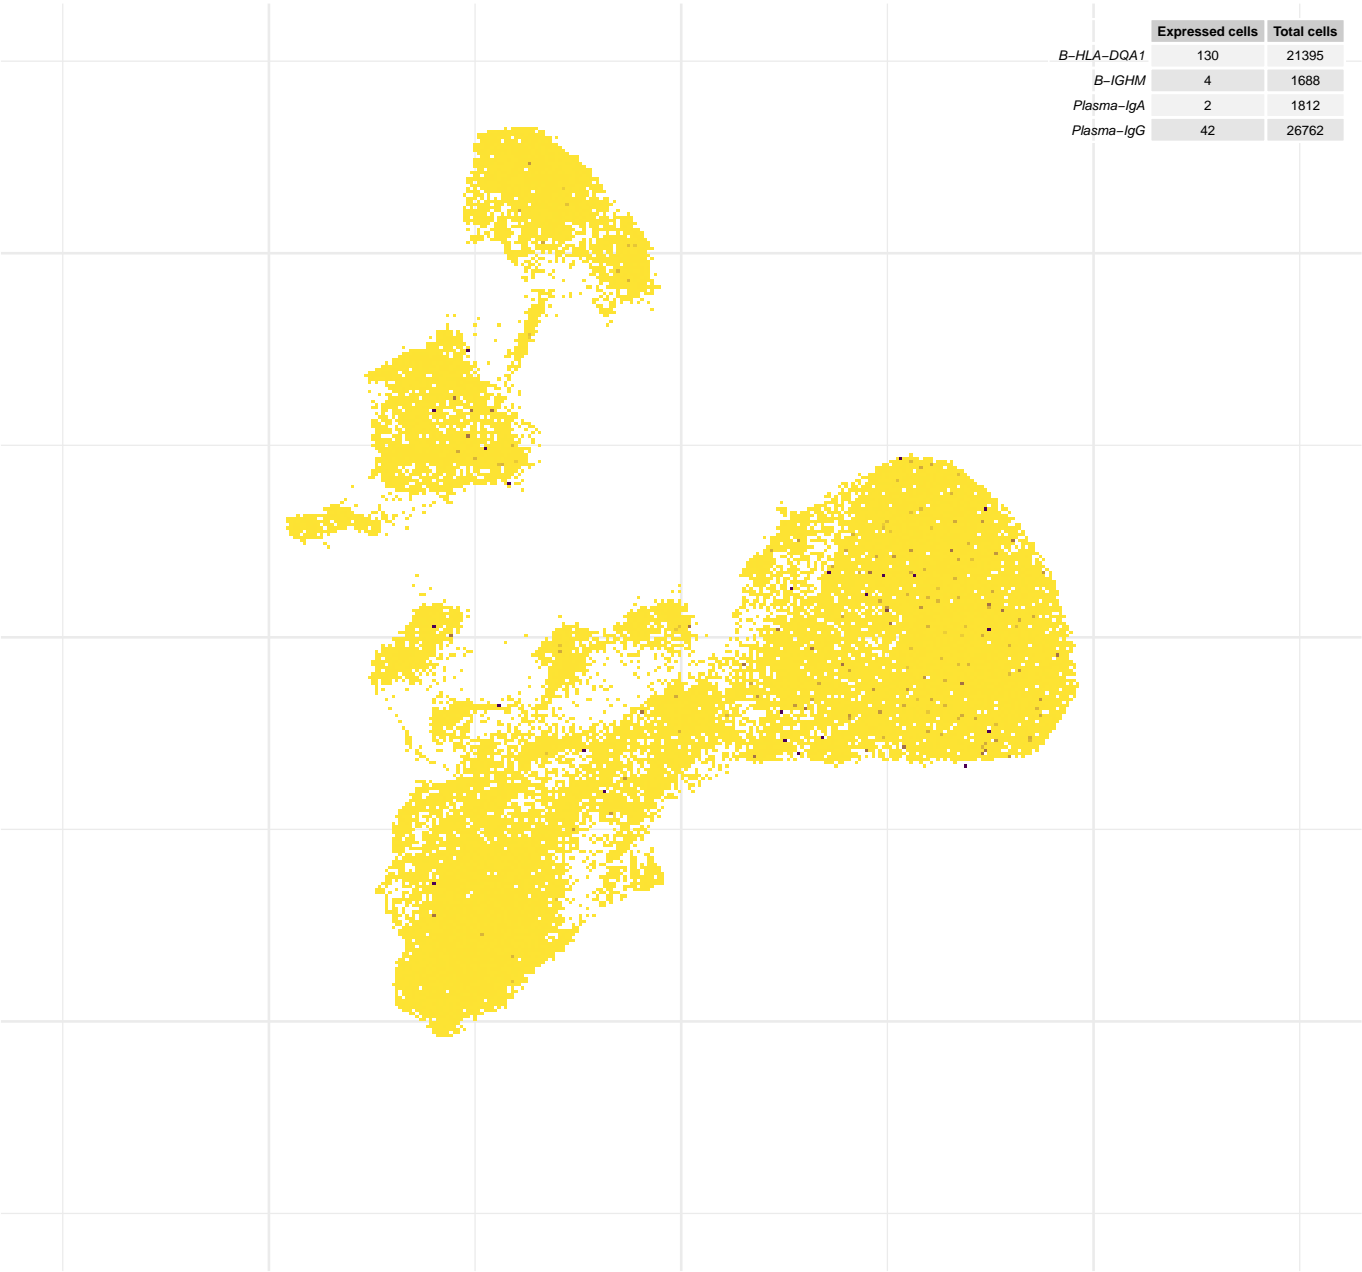 Expressed cells Total cells
B−HLA−DQA1 130 21395
B−IGHM 4 1688
Plasma−IgA 2 1812
Plasma−IgG 42 26762